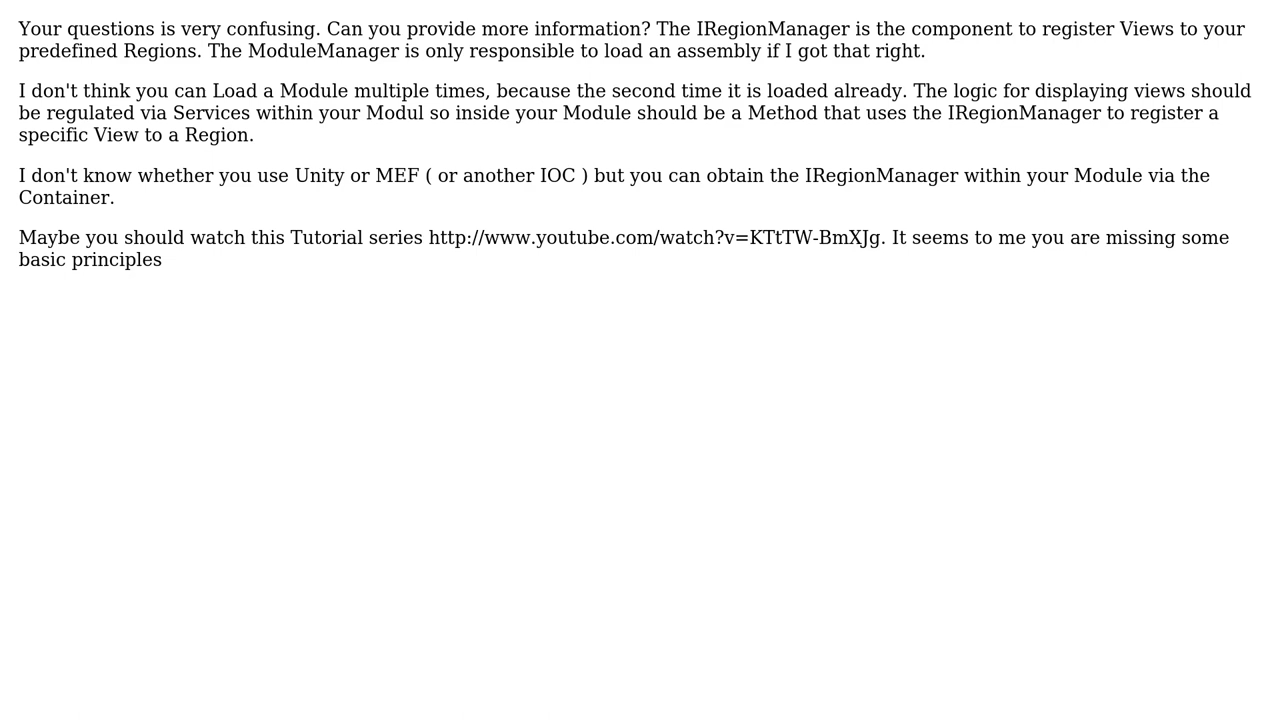 Your questions is very confusing. Can you provide more information? The IRegionManager is the component to register Views to your
predefined Regions. The ModuleManager is only responsible to load an assembly if I got that right.
I don't think you can Load a Module multiple times, because the second time it is loaded already. The logic for displaying views should
be regulated via Services within your Modul so inside your Module should be a Method that uses the IRegionManager to register a
specific View to a Region.
I don't know whether you use Unity or MEF ( or another IOC ) but you can obtain the IRegionManager within your Module via the
Container.
Maybe you should watch this Tutorial series http://www.youtube.com/watch?v=KTtTW-BmXJg. It seems to me you are missing some
basic principles